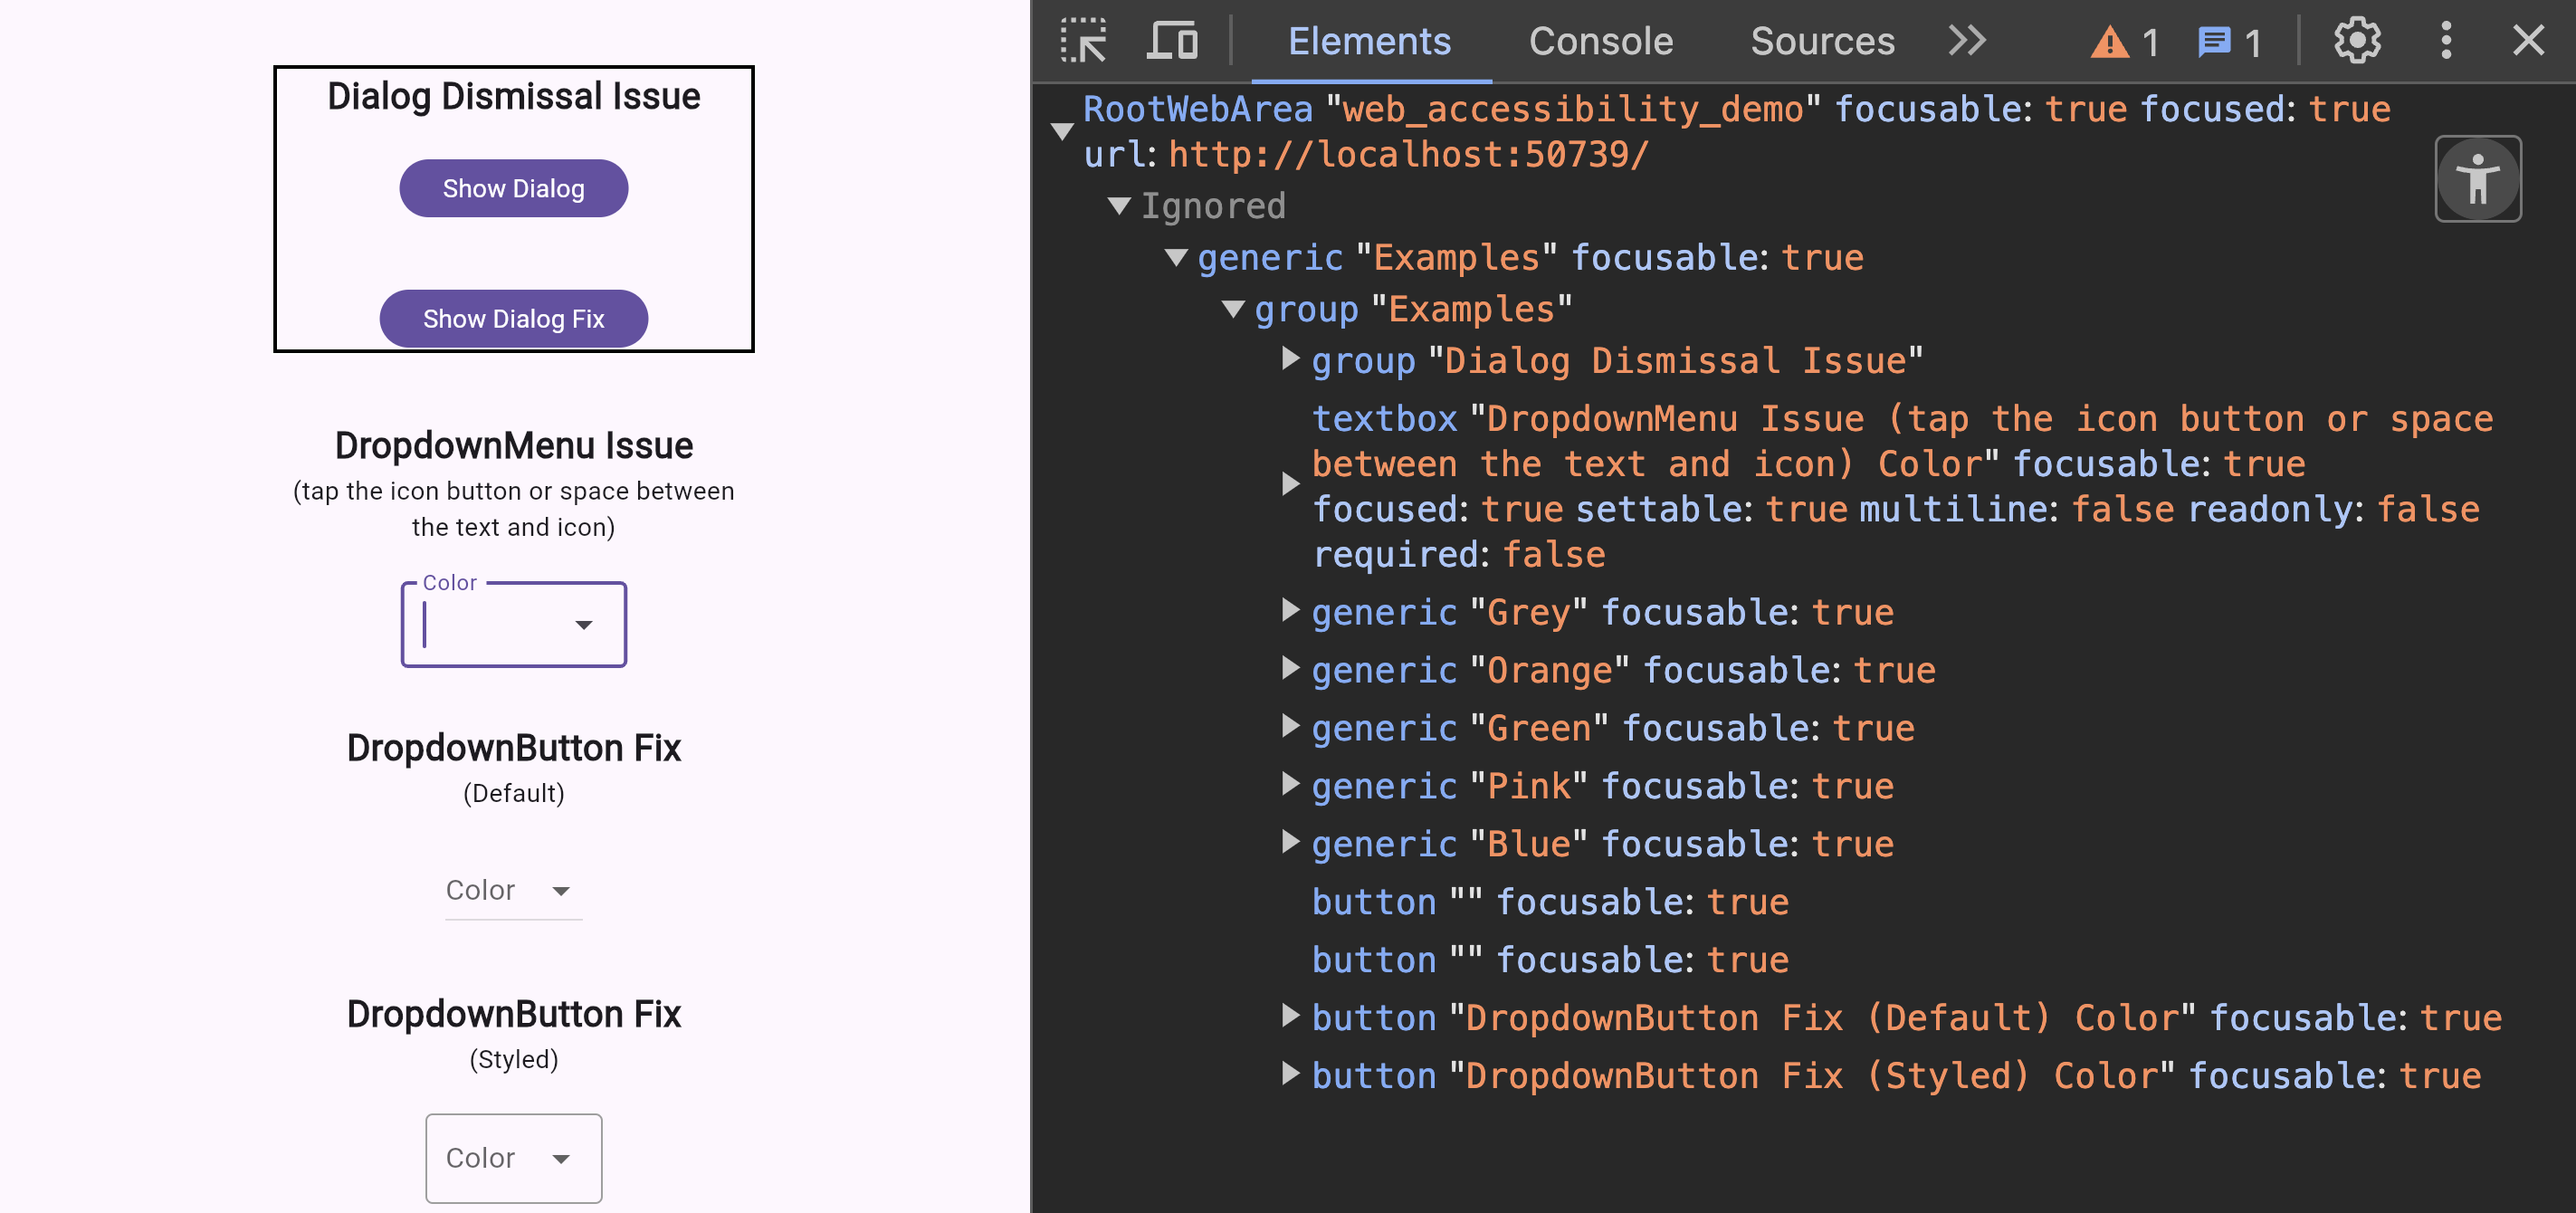 Dialog Dismissal Issue
Show Dialog
Show Dialog Fix
DropdownMenu Issue
(tap the icon button or space between
the text and icon)
Color
DropdownButton Fix
(Default)
Color
DropdownButton Fix
(Styled)
Color
Elements Console Sources 1 1
RootWebArea "web_accessibility_demo" focusable: true focused: true
url: http://localhost:50739/
Ignored
generic "Examples" focusable: true
group "Examples"
group "Dialog Dismissal Issue"
textbox "DropdownMenu Issue (tap the icon button or space
between the text and icon) Color" focusable: true
focused: true settable: true multiline: false readonly: false
required: false
generic "Grey" focusable: true
generic "Orange" focusable: true
generic "Green" focusable: true
generic "Pink" focusable: true
generic "Blue" focusable: true
button "" focusable: true
button "" focusable: true
button "DropdownButton Fix (Default) Color" focusable: true
button "DropdownButton Fix (Styled) Color" focusable: true